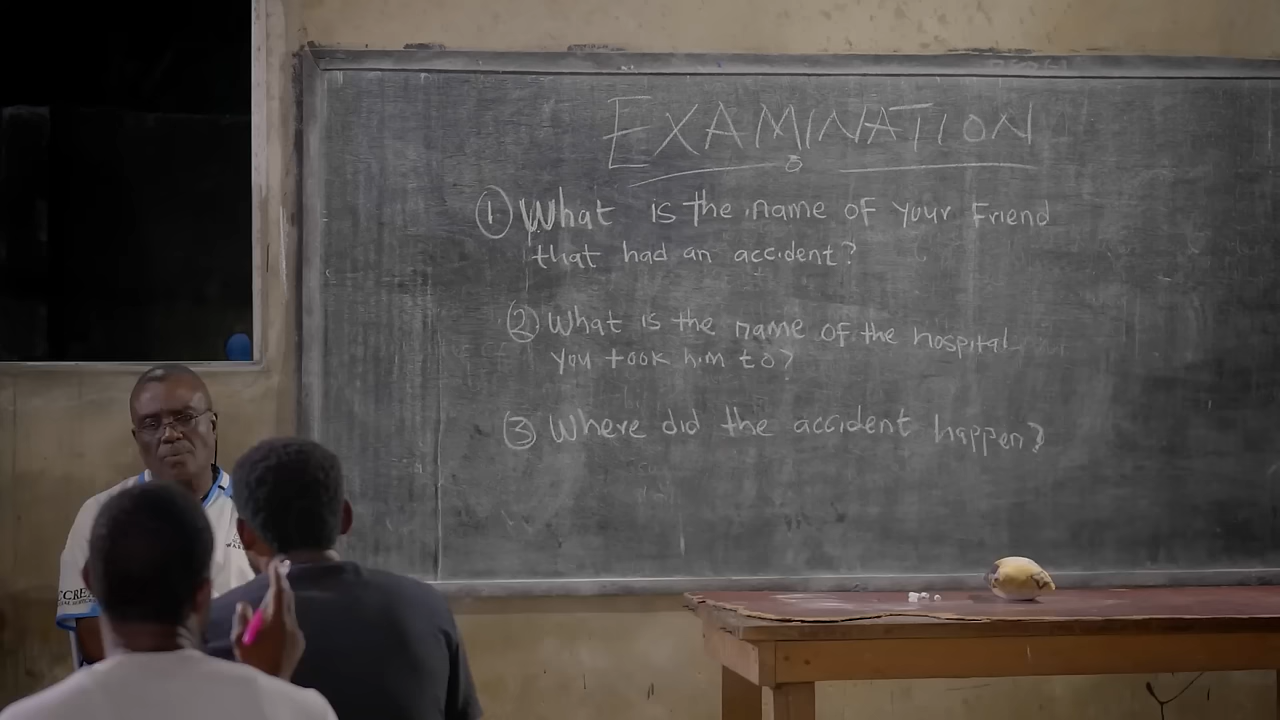 EXAMINATION
① What is the name of your Friend
that had an accident?
② What is the name of the hospital
you took him to?
③ Where did the accident happen?